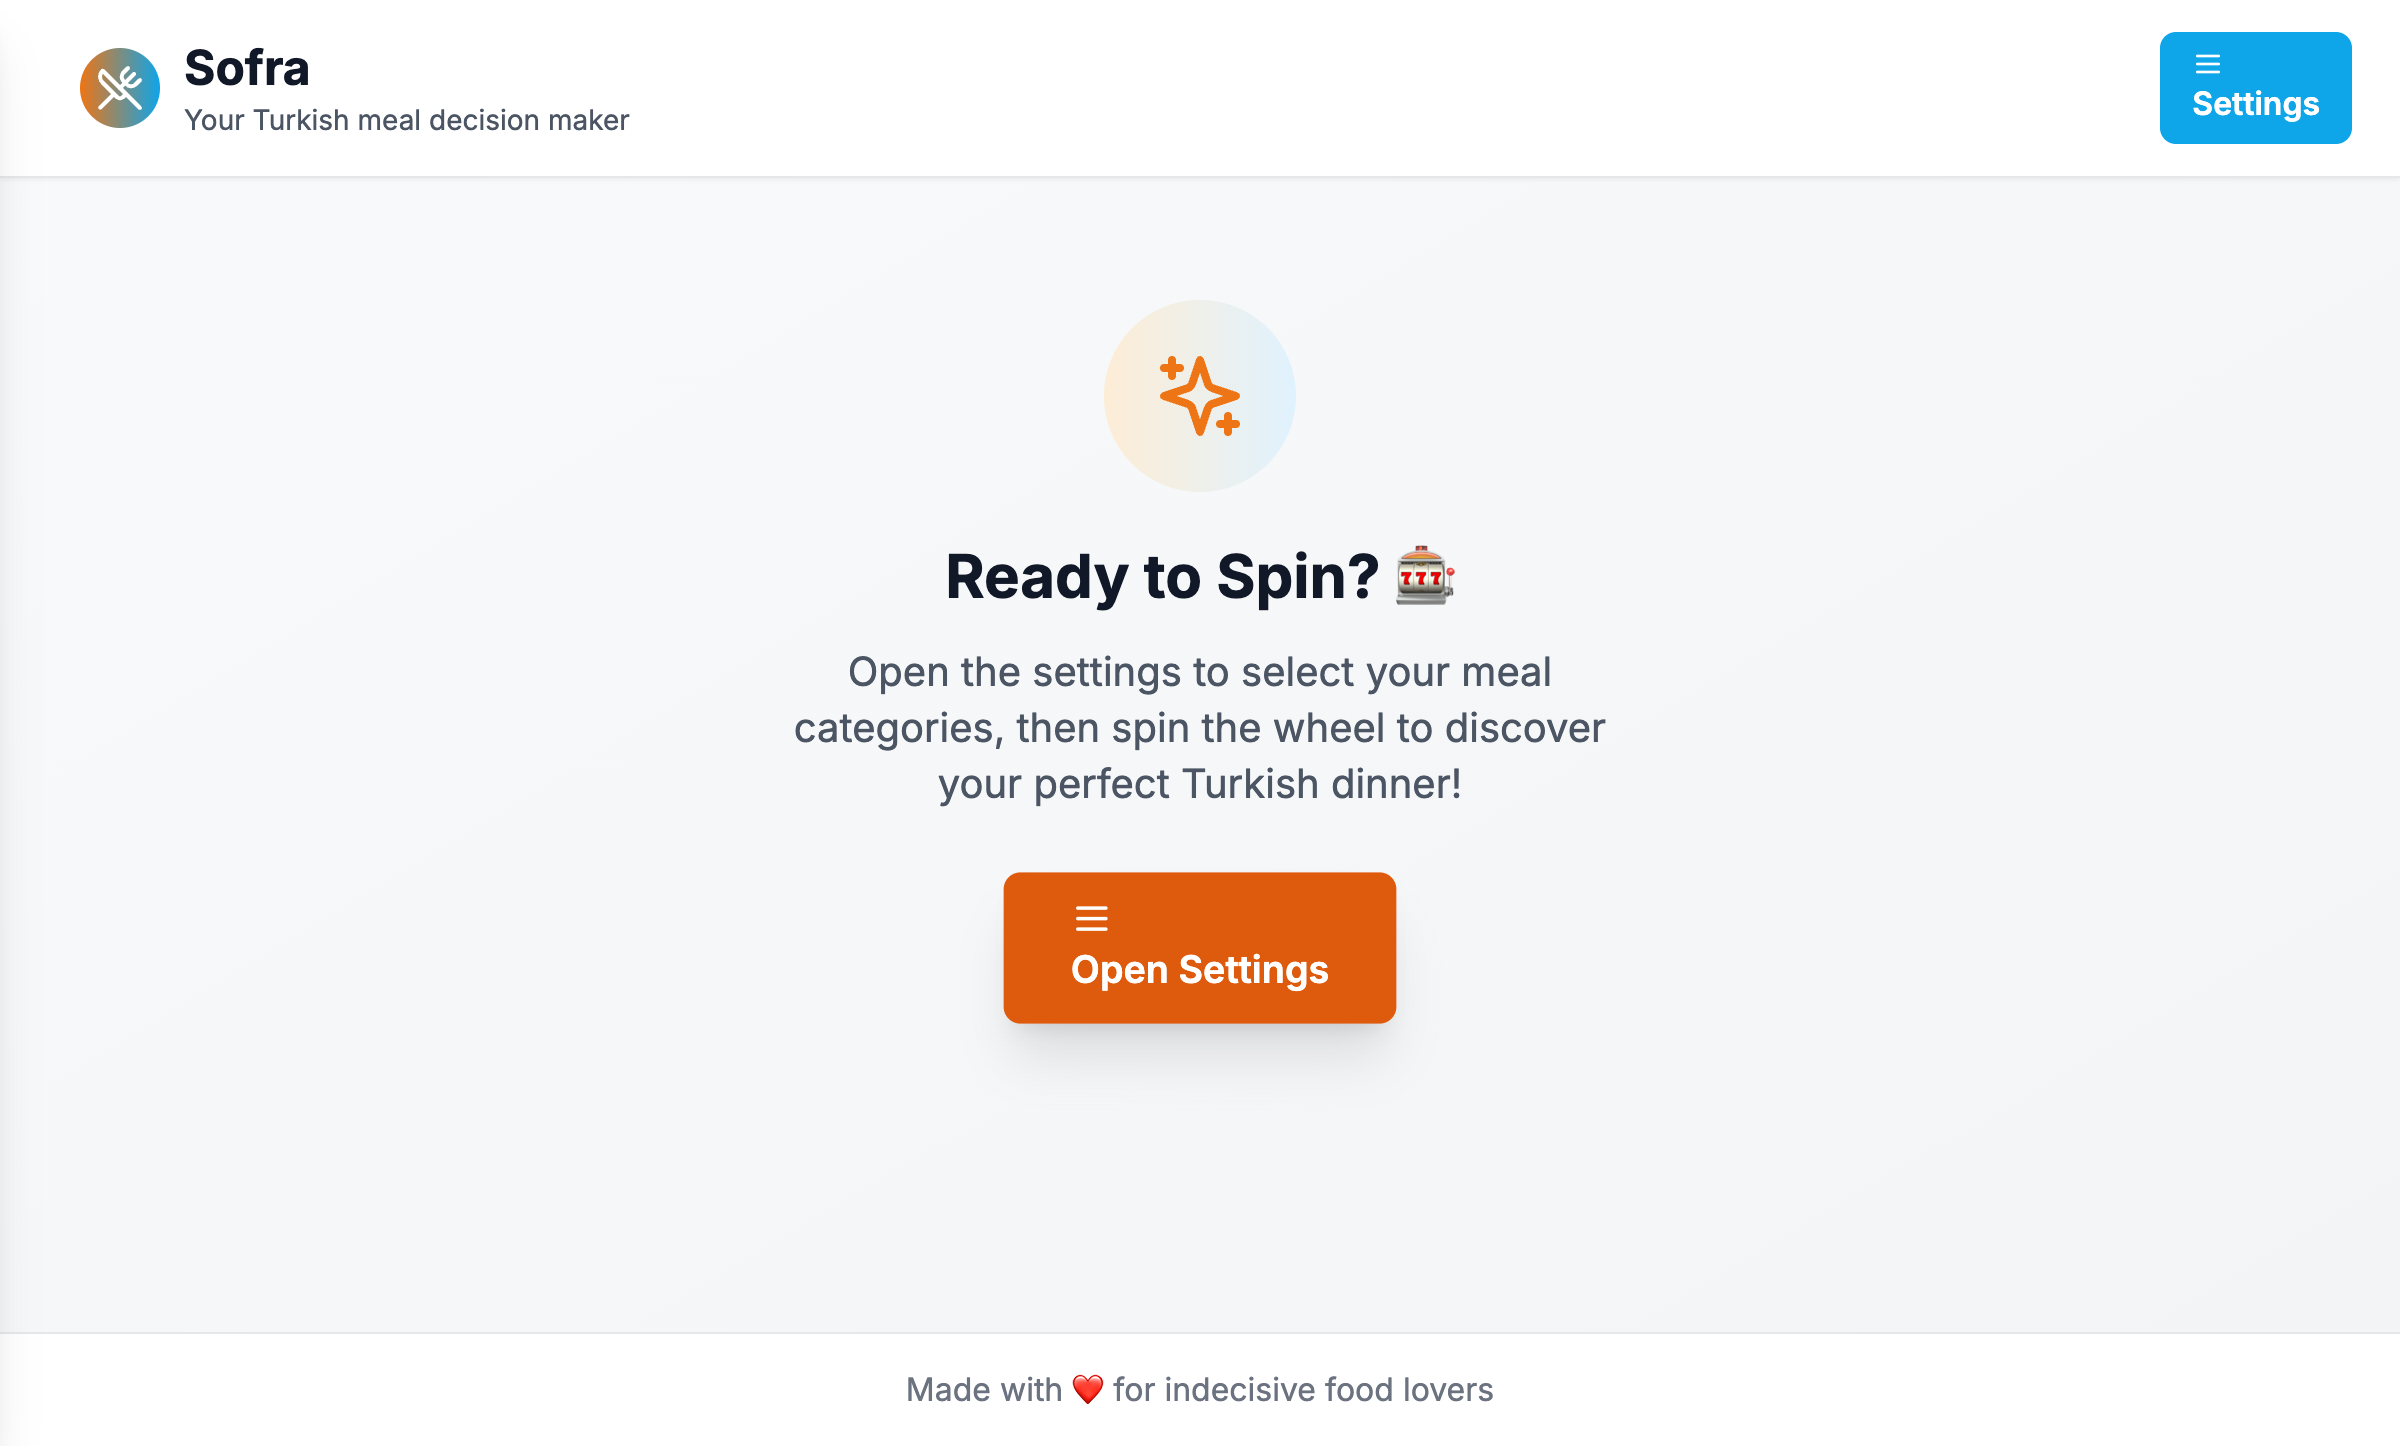 Sofra
Your Turkish meal decision maker
Settings
Ready to Spin? 🎰
Open the settings to select your meal
categories, then spin the wheel to discover
your perfect Turkish dinner!
Open Settings
Made with ❤️ for indecisive food lovers